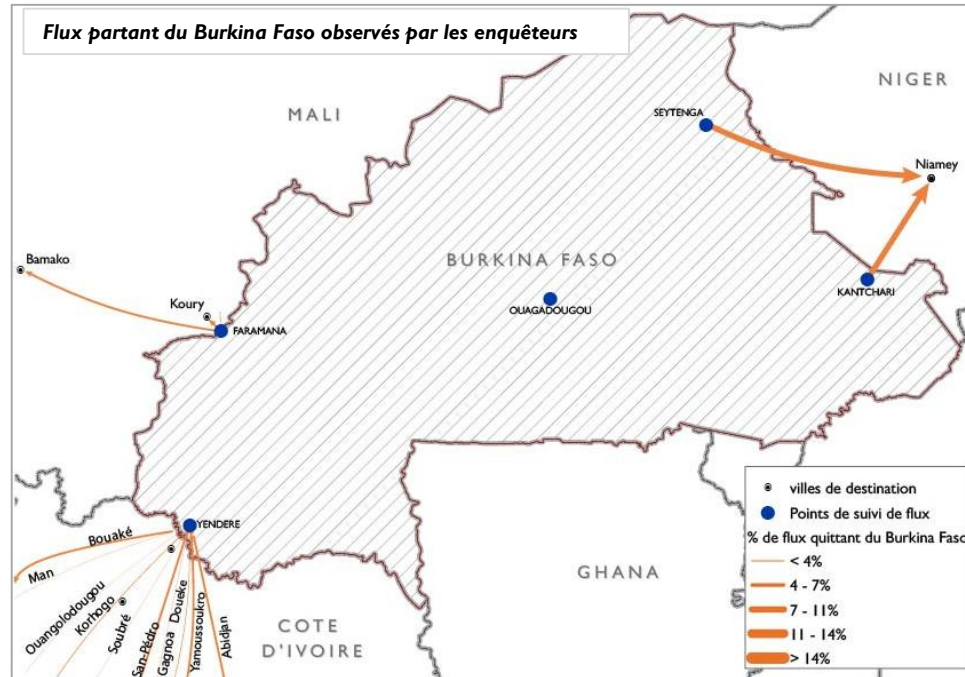 Flux partant du Burkina Faso observés par les enquêteurs
MALI
NIGER
SEYTENGA
Niamey
Bamako
BURKINA FASO
KANTCHARI
Koury
OUAGADOUGOU
FARAMANA
YENDERE
Bouaké
Man
Ouangolodougou
Korhogo
Soubré
San-Pédro
Gagnoa
Doueke
Yamoussoukro
Abidjan
GHANA
COTE
D'IVOIRE
villes de destination
Points de suivi de flux
% de flux quittant du Burkina Faso
< 4%
4 - 7%
7 - 11%
11 - 14%
> 14%